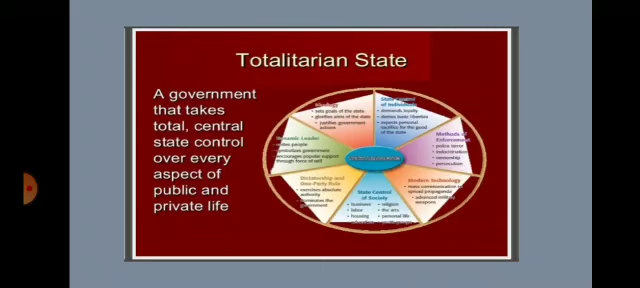 Totalitarian State
A government
that takes
total, central
state control
over every
aspect of
public and
private life
Ideology
• sets goals of the state
• glorifies aims of the state
• justifies government
actions
State Control
of Individuals
• demands loyalty
• denies basic liberties
• expects personal
sacrifice for the good of
the state
Methods of
Enforcement
• police terror
• indoctrination
• censorship
• persecution
Modern Technology
• mass communication to
spread propaganda
• advanced military
weapons
State Control
of Society
• business
• labor
• housing
• religion
• the arts
• personal life
Dictatorship and
One-Party Rule
• exercises absolute
authority
dominates the
government
Dynamic Leader
people
government
encourages popular support
through force of will